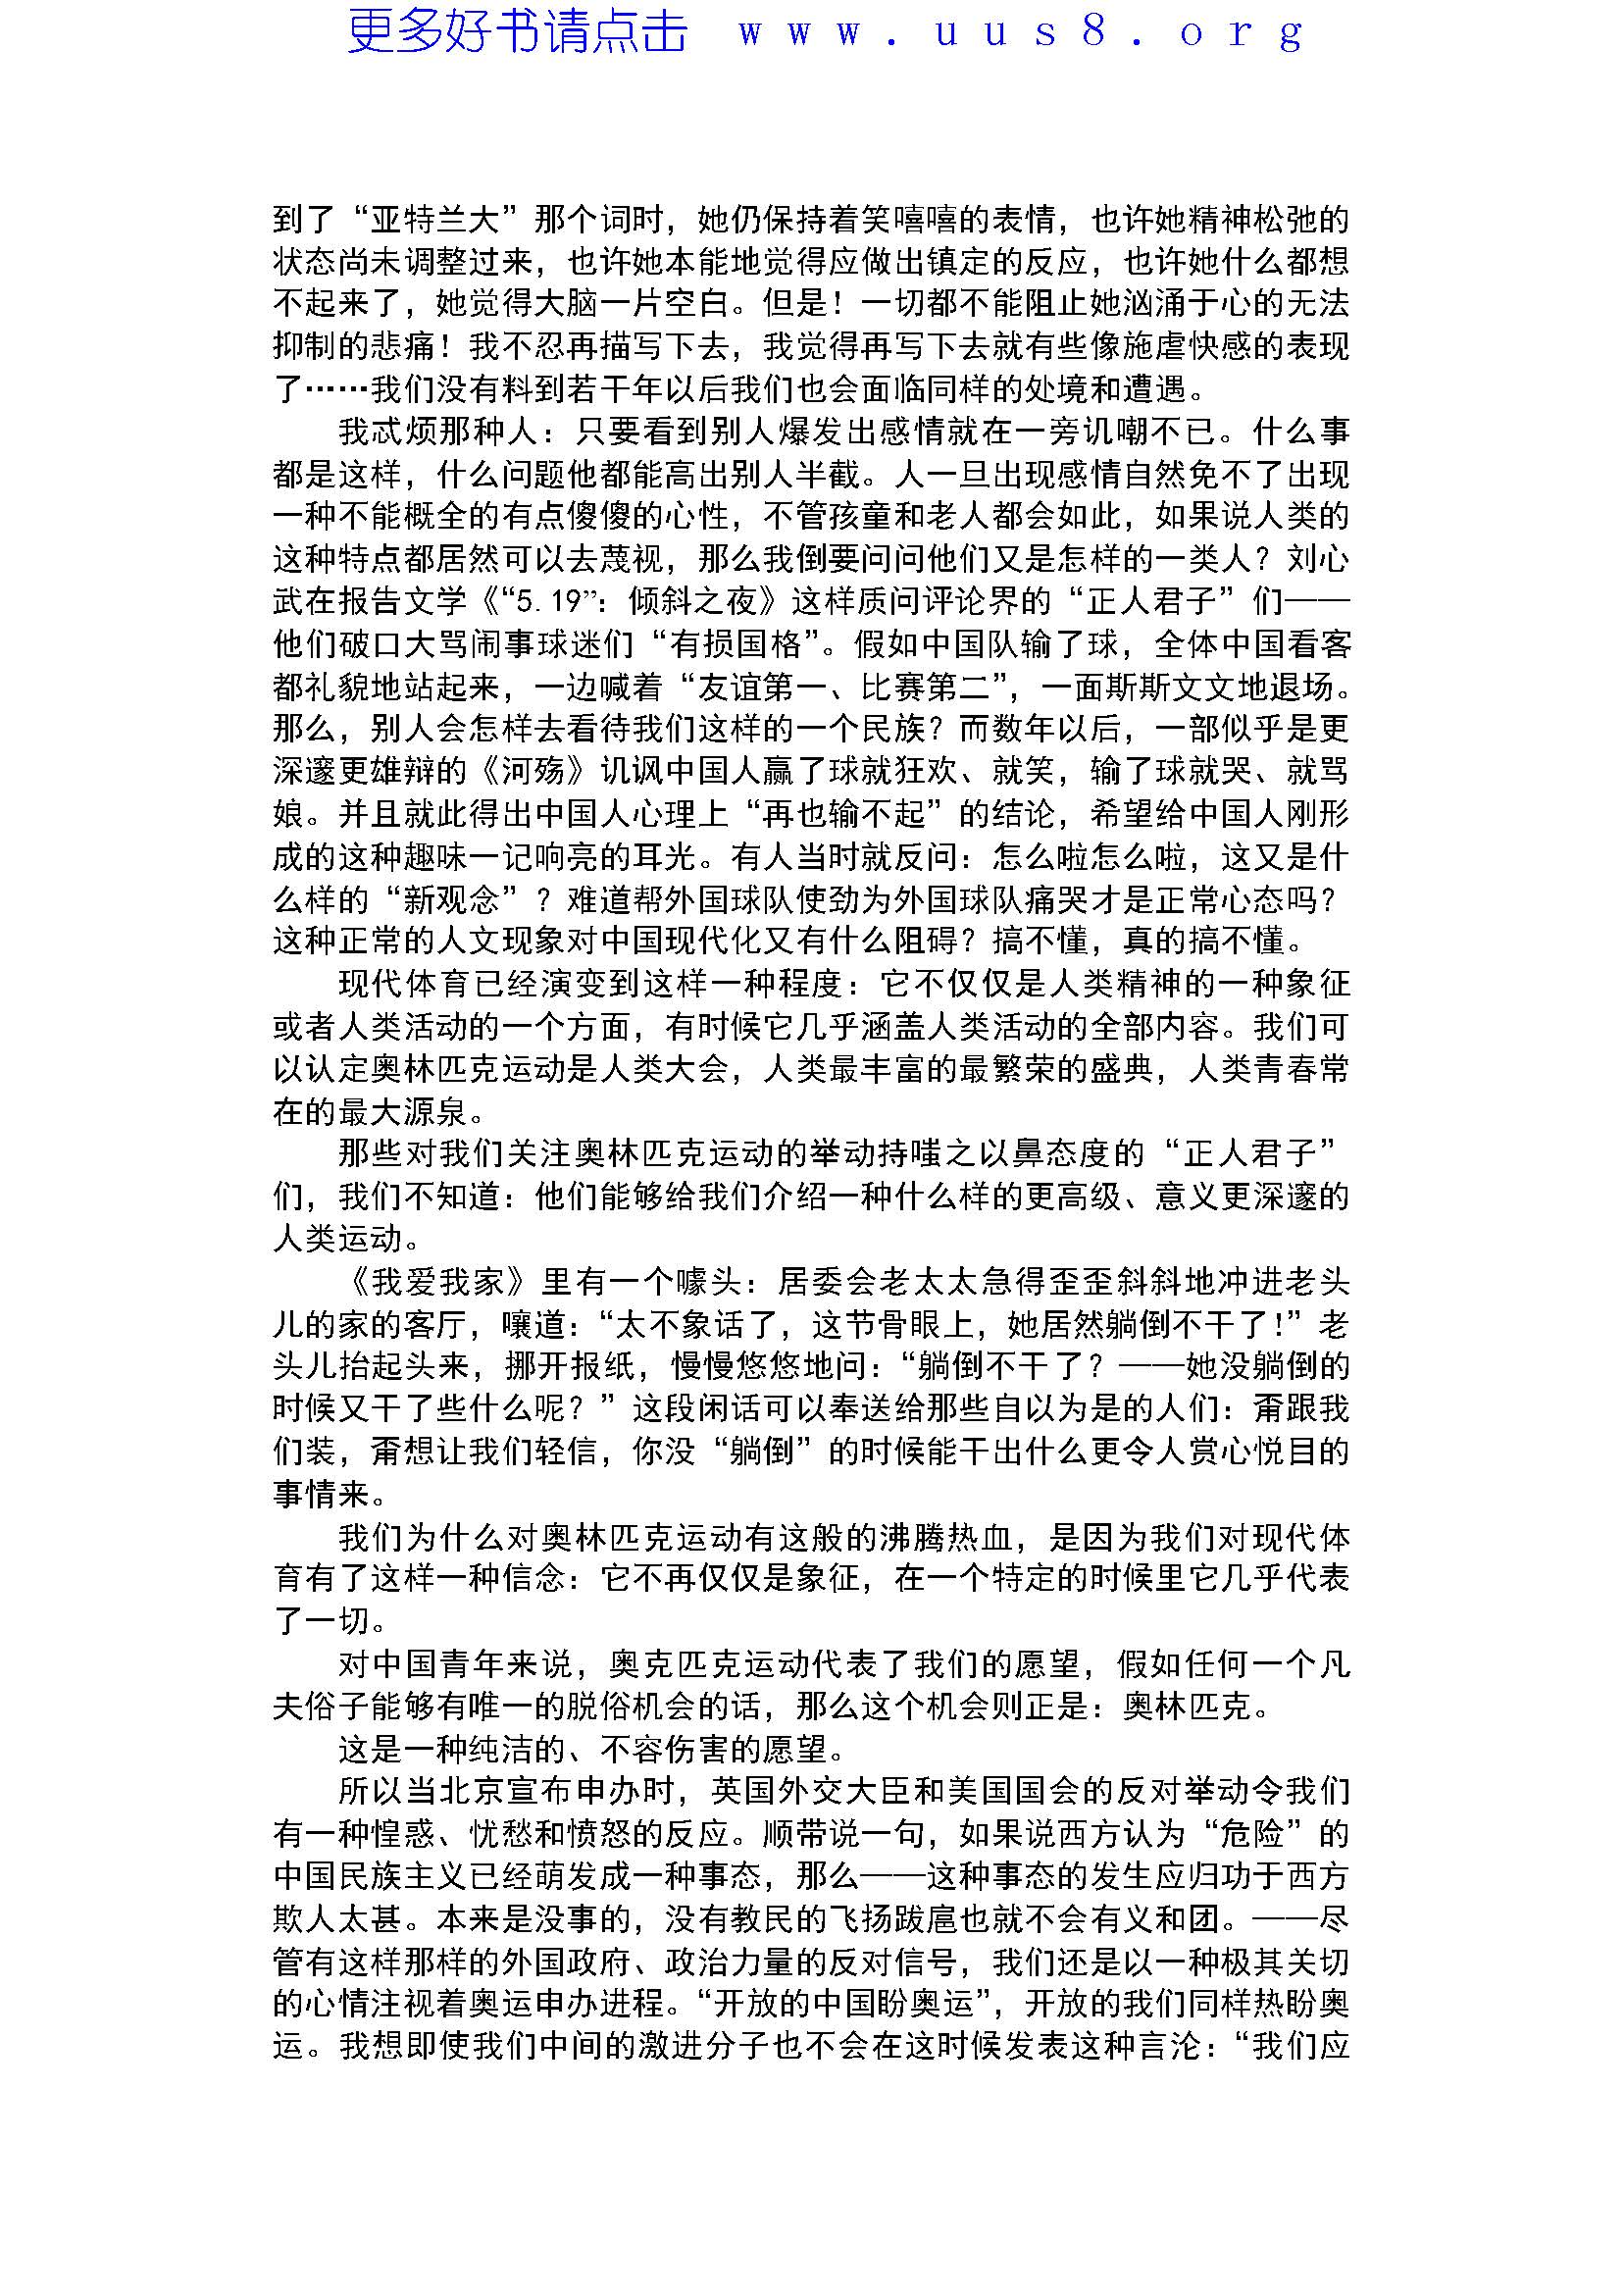 更多好书请点击 www.uus8.org
到了“亚特兰大”那个词时，她仍保持着笑嘻嘻的表情，也许她精神松弛的
状态尚未调整过来，也许她本能地觉得应做出镇定的反应，也许她什么都想
不起来了，她觉得大脑一片空白。但是！一切都不能阻止她汹涌于心的无法
抑制的悲痛！我不忍再描写下去，我觉得再写下去就有些像施虐快感的表现
了……我们没有料到若干年以后我们也会面临同样的处境和遭遇。
我忒烦那种人：只要看到别人爆发出感情就在一旁讥嘲不已。什么事
都是这样，什么问题他都能高出别人半截。人一旦出现感情自然免不了出现
一种不能概全的有点傻傻的心性，不管孩童和老人都会如此，如果说人类的
这种特点都居然可以去蔑视，那么我倒要问问他们又是怎样的一类人？刘心
武在报告文学《“5.19”：倾斜之夜》这样质问评论界的“正人君子”们——
他们破口大骂闹事球迷们“有损国格”。假如中国队输了球，全体中国看客
都礼貌地站起来，一边喊着“友谊第一、比赛第二”，一面斯斯文文地退场。
那么，别人会怎样去看待我们这样的一个民族？而数年以后，一部似乎是更
深邃更雄辩的《河殇》讥讽中国人赢了球就狂欢、就笑，输了球就哭、就骂
娘。并且就此得出中国人心理上“再也输不起”的结论，希望给中国人刚形
成的这种趣味一记响亮的耳光。有人当时就反问：怎么啦怎么啦，这又是什
么样的“新观念”？难道帮外国球队使劲为外国球队痛哭才是正常心态吗？
这种正常的人文现象对中国现代化又有什么阻碍？搞不懂，真的搞不懂。
现代体育已经演变到这样一种程度：它不仅仅是人类精神的一种象征
或者人类活动的一个方面，有时候它几乎涵盖人类活动的全部内容。我们可
以认定奥林匹克运动是人类大会，人类最丰富的最繁荣的盛典，人类青春常
在的最大源泉。
那些对我们关注奥林匹克运动的举动持嗤之以鼻态度的“正人君子”
们，我们不知道：他们能够给我们介绍一种什么样的更高级、意义更深邃的
人类运动。
《我爱我家》里有一个噱头：居委会老太太急得歪歪斜斜地冲进老头
儿的家的客厅，嚷道：“太不象话了，这节骨眼上，她居然躺倒不干了！”老
头儿抬起头来，挪开报纸，慢慢悠悠地问：“躺倒不干了？——她没躺倒的
时候又干了些什么呢？”这段闲话可以奉送给那些自以为是的人们：甭跟我
们装，甭想让我们轻信，你没“躺倒”的时候能干出什么更令人赏心悦目的
事情来。
我们为什么对奥林匹克运动有这般的沸腾热血，是因为我们对现代体
育有了这样一种信念：它不再仅仅是象征，在一个特定的时候里它几乎代表
了一切。
对中国青年来说，奥克匹克运动代表了我们的愿望，假如任何一个凡
夫俗子能够有唯一的脱俗机会的话，那么这个机会则正是：奥林匹克。
这是一种纯洁的、不容伤害的愿望。
所以当北京宣布申办时，英国外交大臣和美国国会的反对举动令我们
有一种惶惑、忧愁和愤怒的反应。顺带说一句，如果说西方认为“危险”的
中国民族主义已经萌发成一种事态，那么——这种事态的发生应归功于西方
欺人太甚。本来是没事的，没有教民的飞扬跋扈也就不会有义和团。——尽
管有这样那样的外国政府、政治力量的反对信号，我们还是以一种极其关切
的心情注视着奥运申办进程。“开放的中国盼奥运”，开放的我们同样热盼奥
运。我想即使我们中间的激进分子也不会在这时候发表这种言沦：“我们应